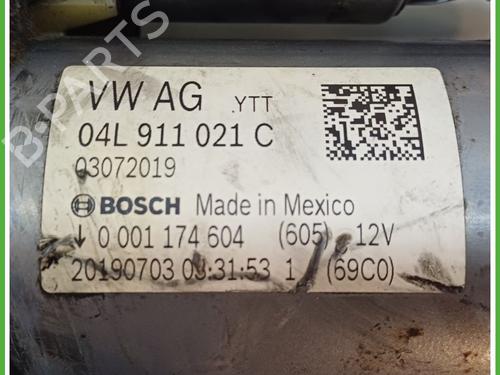 VW AG YTT
04L 911 021 C
03072019
BOSCH Made in Mexico
↓ 0 001 174 604 (605) 12V
20190703 03:31:53 1 (69C0)
B-PARTS